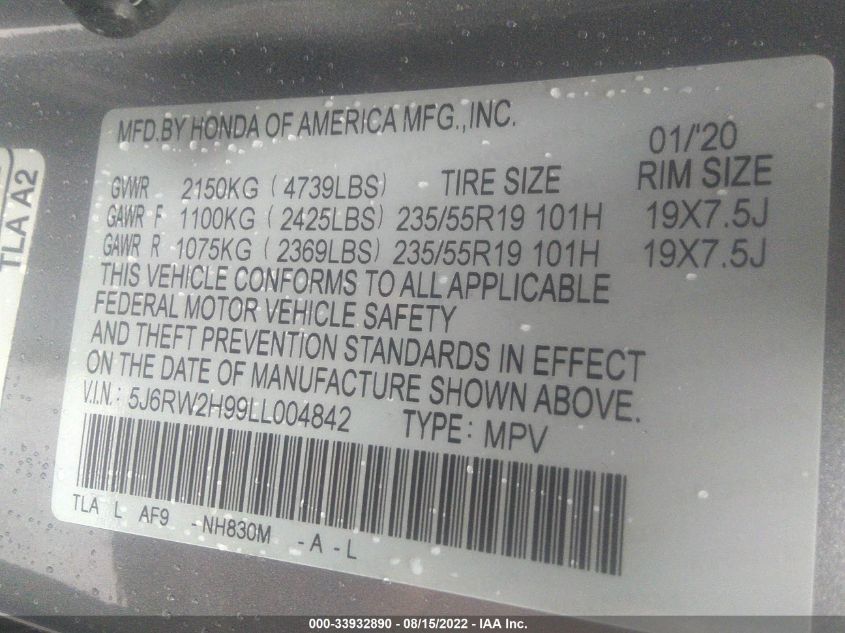 MFD.BY HONDA OF AMERICA MFG.,INC.
01/'20
GVWR 2150KG (4739LBS) TIRE SIZE RIM SIZE
GAWR F 1100KG (2425LBS) 235/55R19 101H 19X7.5J
GAWR R 1075KG (2369LBS) 235/55R19 101H 19X7.5J
THIS VEHICLE CONFORMS TO ALL APPLICABLE
FEDERAL MOTOR VEHICLE SAFETY
AND THEFT PREVENTION STANDARDS IN EFFECT
ON THE DATE OF MANUFACTURE SHOWN ABOVE.
V.I.N.: 5J6RW2H99LL004842 TYPE: MPV
TLA L AF9 -NH830M -A-L
TLA A2
000-33932890 - 08/15/2022 - IAA Inc.